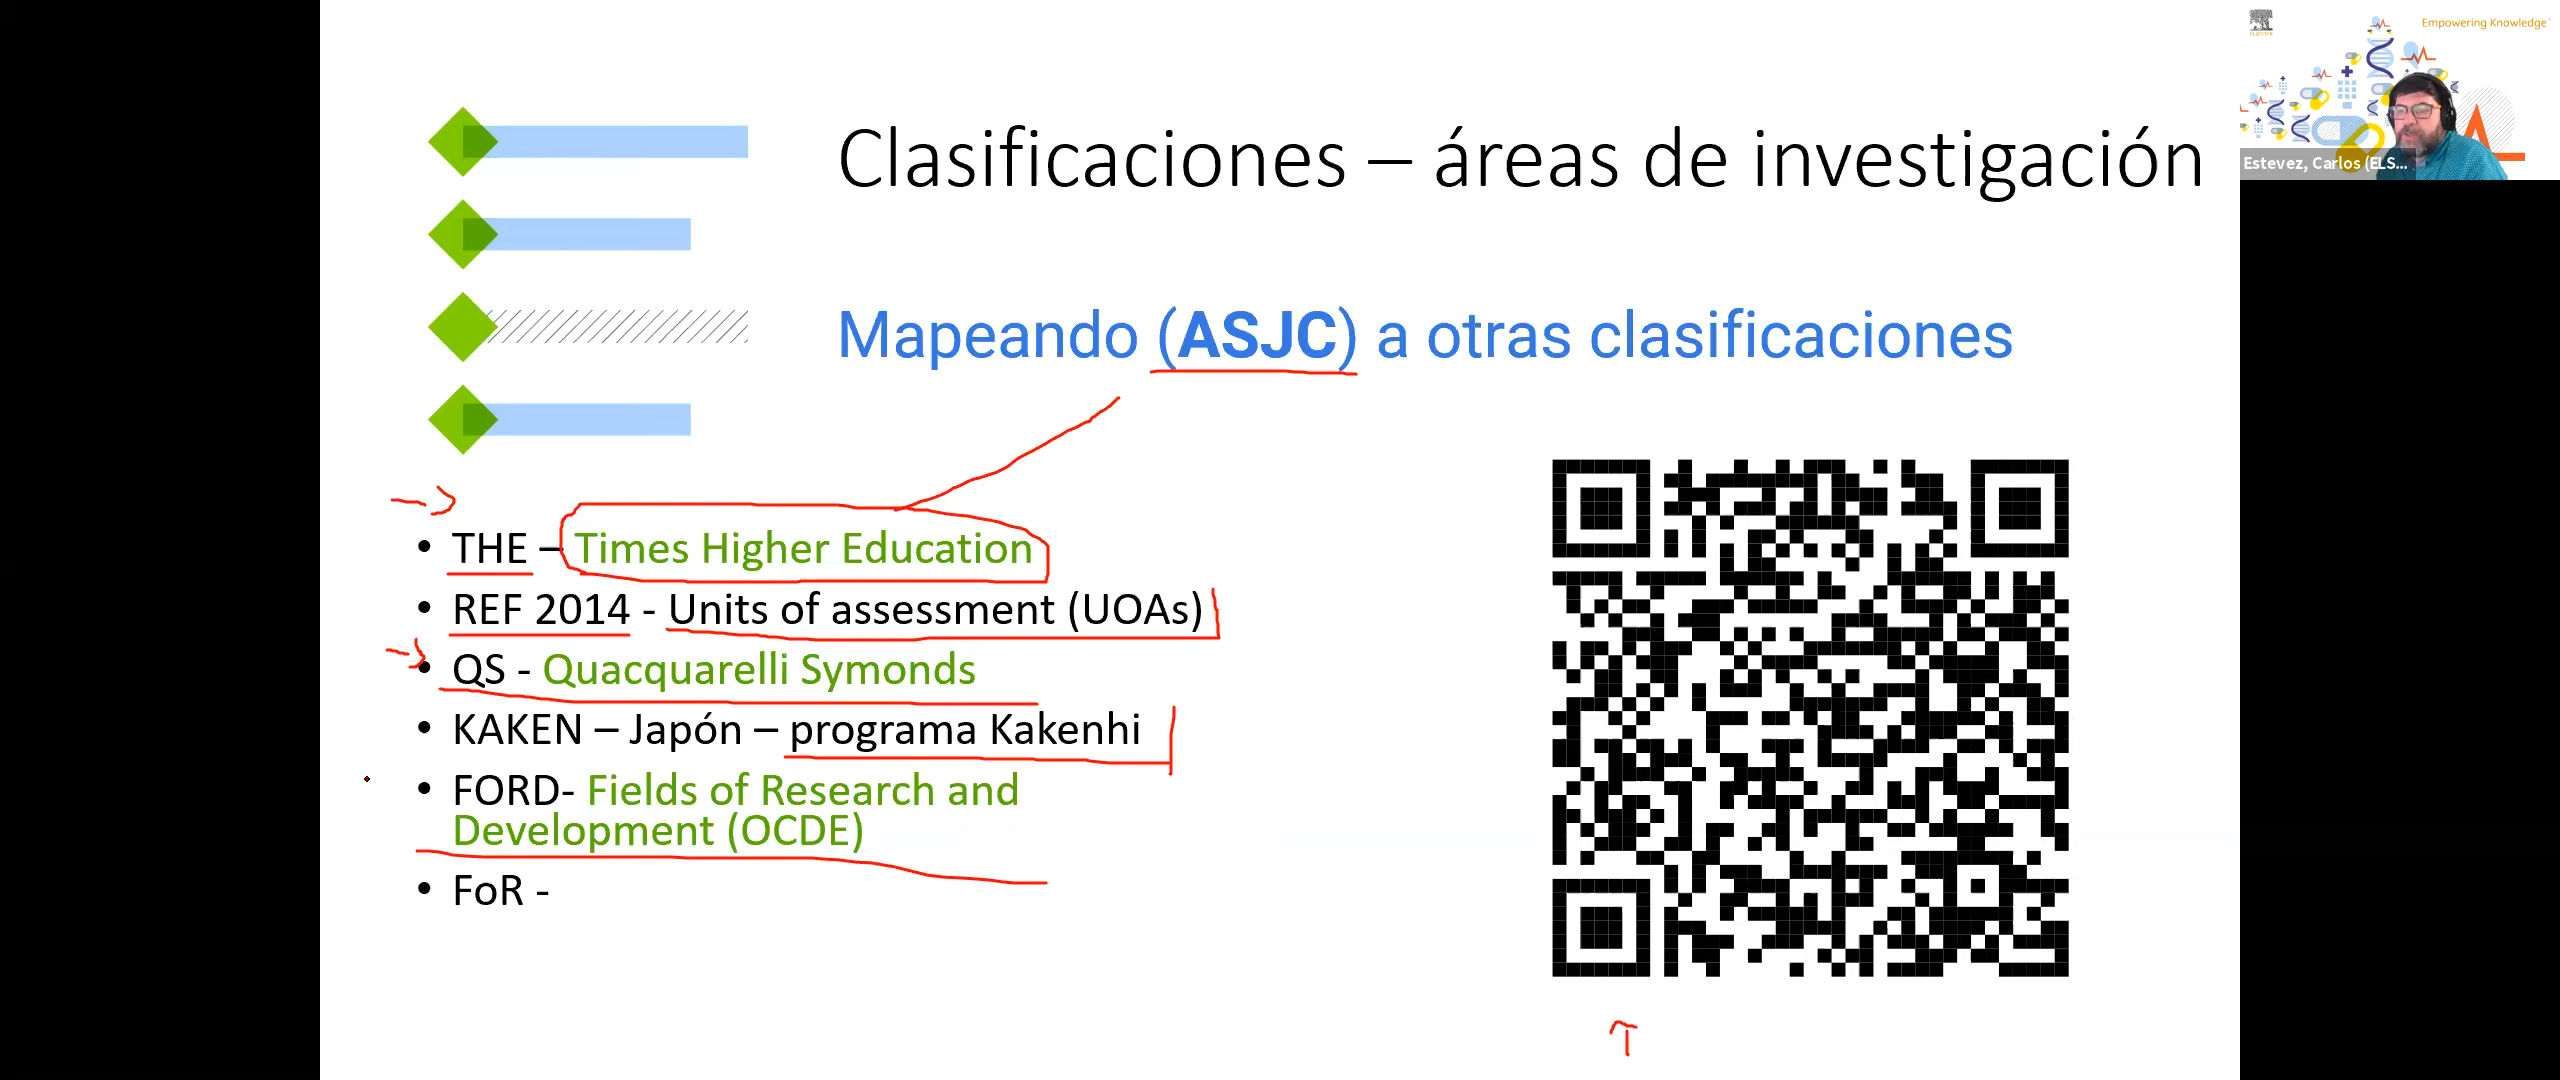 Empowering Knowledge
ELSEVIER
Estevez, Carlos (ELS...
Clasificaciones – áreas de investigación
Mapeando (ASJC) a otras clasificaciones
• THE – Times Higher Education
• REF 2014 - Units of assessment (UOAs)
• QS - Quacquarelli Symonds
• KAKEN – Japón – programa Kakenhi
• FORD- Fields of Research and
Development (OCDE)
• FoR -